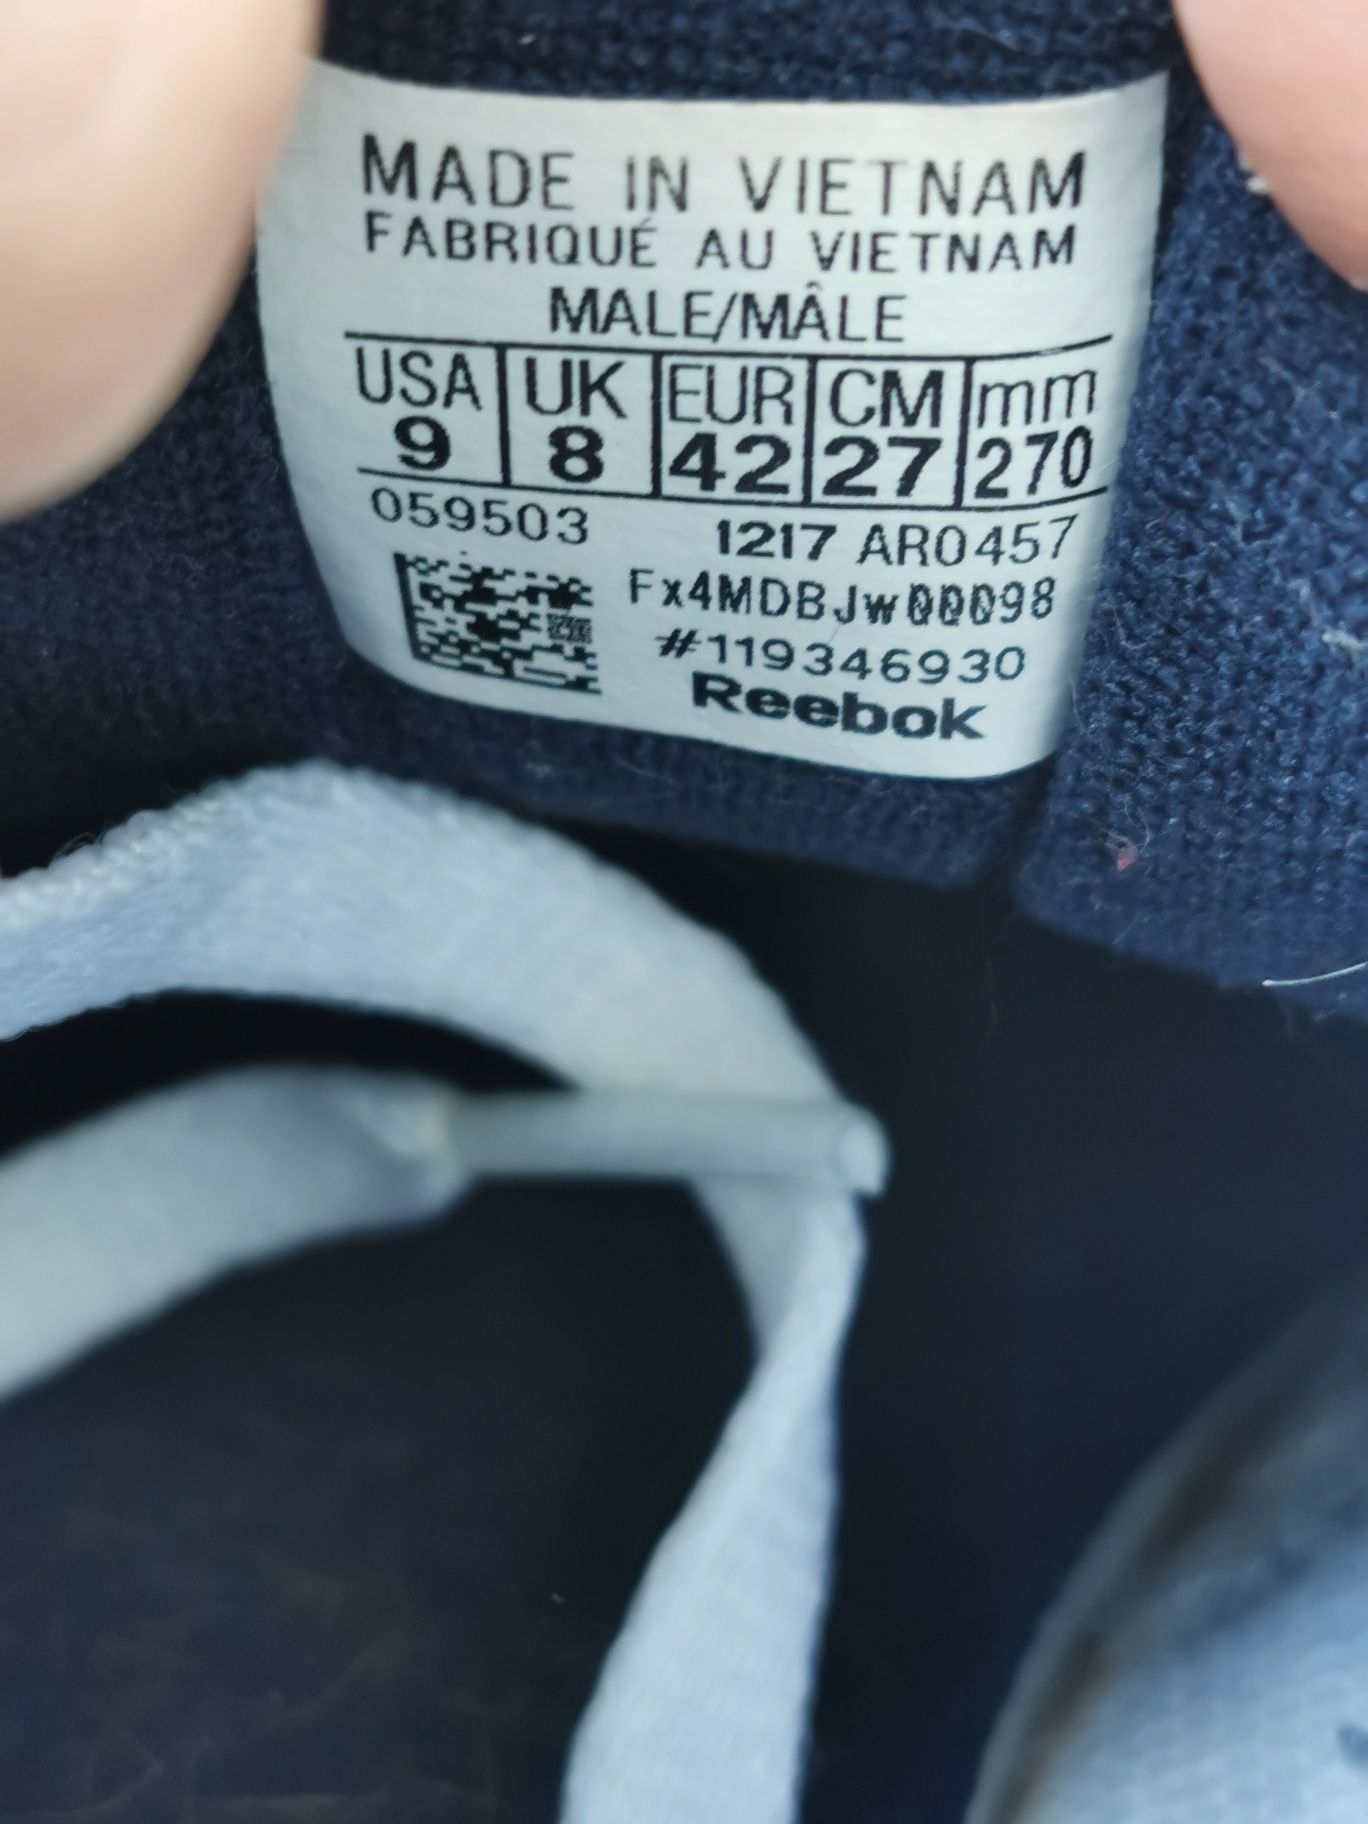 MADE IN VIETNAM
FABRIQUÉ AU VIETNAM
MALE/MÂLE
USA UK EUR CM mm
9 8 42 27 270
059503 1217 AR0457
Fx4MDBJw00098
#119346930
Reebok